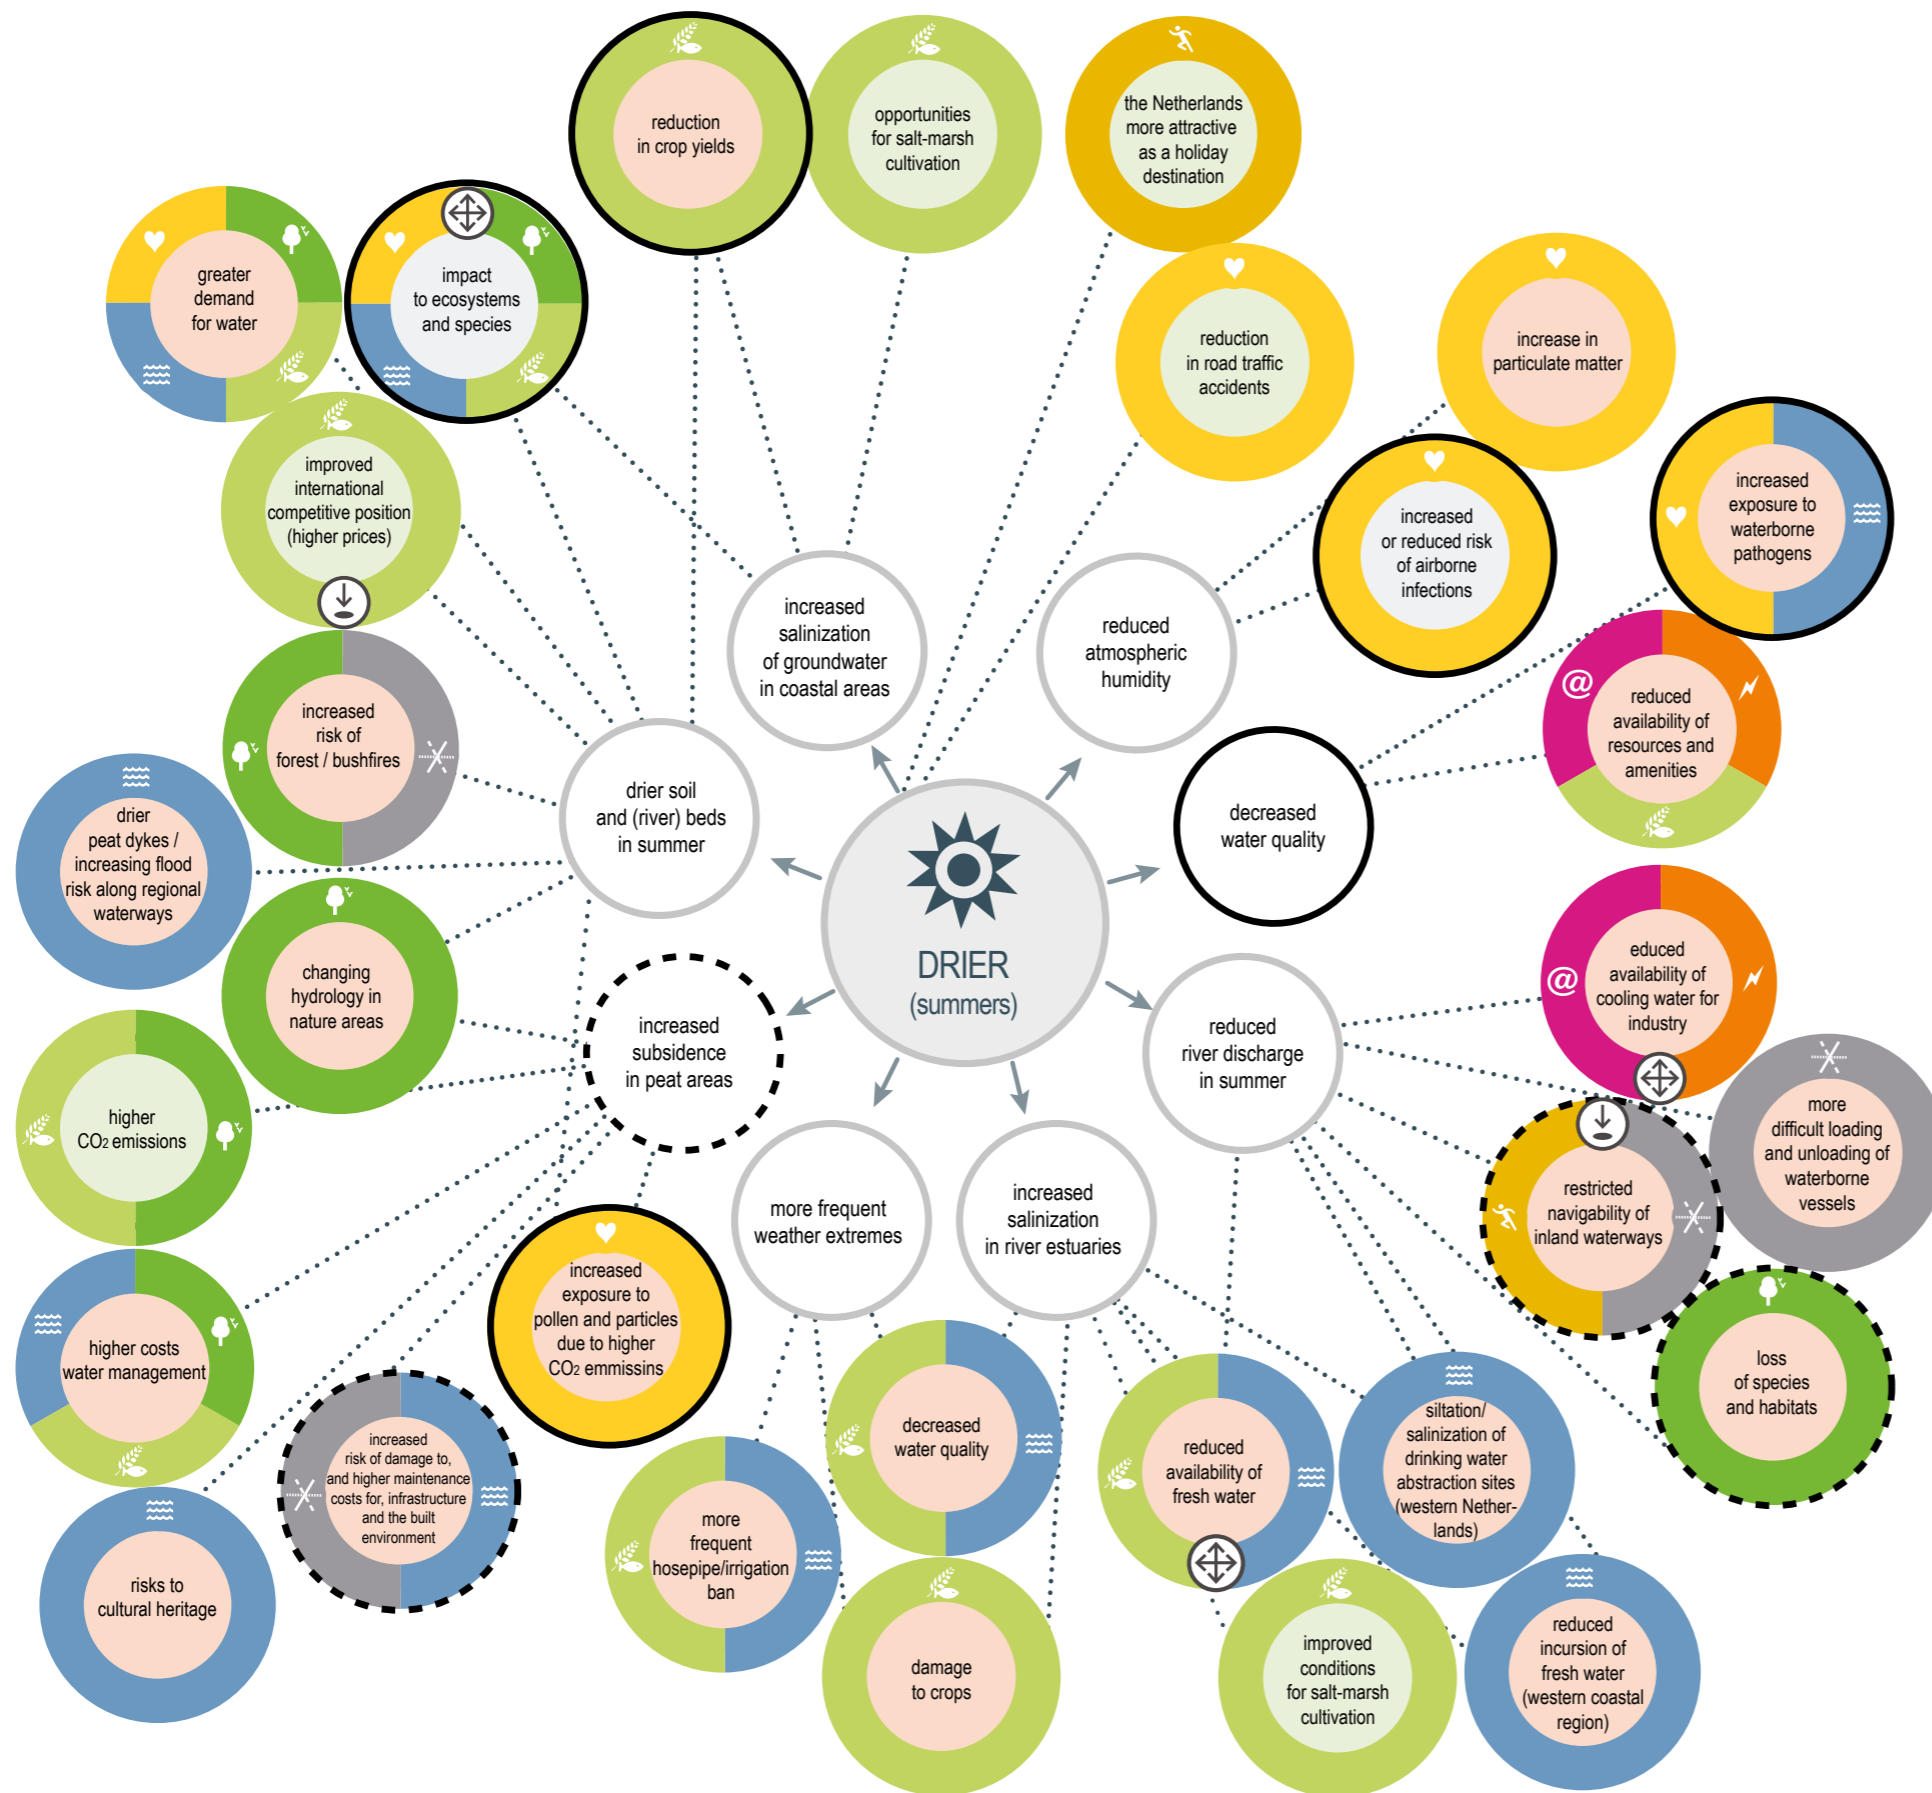 reduction
in crop yields
opportunities
for salt-marsh
cultivation
the Netherlands
more attractive
as a holiday
destination
greater
demand
for water
impact
to ecosystems
and species
reduction
in road traffic
accidents
increase in
particulate matter
improved
international
competitive position
(higher prices)
increased
or reduced risk
of airborne
infections
increased
exposure to
waterborne
pathogens
increased
salinization
of groundwater
in coastal areas
reduced
atmospheric
humidity
increased
risk of
forest / bushfires
@
reduced
availability of
resources and
amenities
drier soil
and (river) beds
in summer
decreased
water quality
drier
peat dykes /
increasing flood
risk along regional
waterways
DRIER
(summers)
changing
hydrology in
nature areas
@
educed
availability of
cooling water for
industry
increased
subsidence
in peat areas
reduced
river discharge
in summer
higher
CO2 emissions
more
difficult loading
and unloading of
waterborne
vessels
more frequent
weather extremes
increased
salinization
in river estuaries
restricted
navigability of
inland waterways
higher costs
water management
increased
exposure to
pollen and particles
due to higher
CO2 emmissins
loss
of species
and habitats
increased
risk of damage to,
and higher maintenance
costs for, infrastructure
and the built
environment
decreased
water quality
reduced
availability of
fresh water
siltation/
salinization of
drinking water
abstraction sites
(western Nether-
lands)
more
frequent
hosepipe/irrigation
ban
risks to
cultural heritage
damage
to crops
improved
conditions
for salt-marsh
cultivation
reduced
incursion of
fresh water
(western coastal
region)